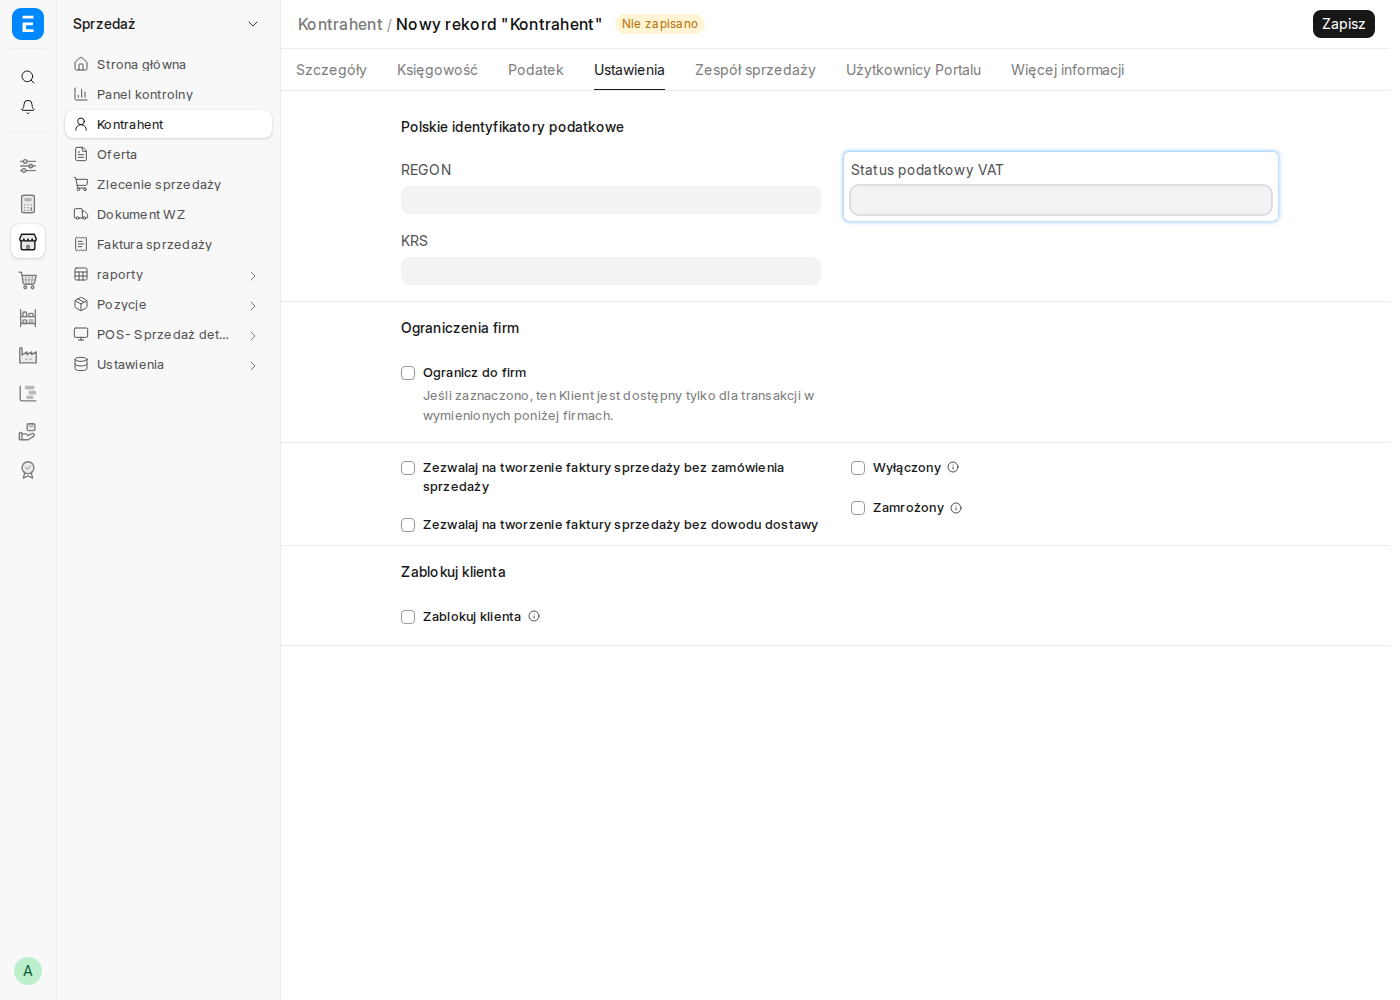 Sprzedaż
Strona główna
Panel kontrolny
Kontrahent
Oferta
Zlecenie sprzedaży
Dokument WZ
Faktura sprzedaży
raporty
Pozycje
POS- Sprzedaż det...
Ustawienia
A
Kontrahent / Nowy rekord "Kontrahent" Nie zapisano
Zapisz
Szczegóły Księgowość Podatek Ustawienia Zespół sprzedaży Użytkownicy Portalu Więcej informacji
Polskie identyfikatory podatkowe
REGON
Status podatkowy VAT
KRS
Ograniczenia firm
Ogranicz do firm
Jeśli zaznaczono, ten Klient jest dostępny tylko dla transakcji w
wymienionych poniżej firmach.
Zezwalaj na tworzenie faktury sprzedaży bez zamówienia
sprzedaży
Zezwalaj na tworzenie faktury sprzedaży bez dowodu dostawy
Wyłączony
Zamrożony
Zablokuj klienta
Zablokuj klienta